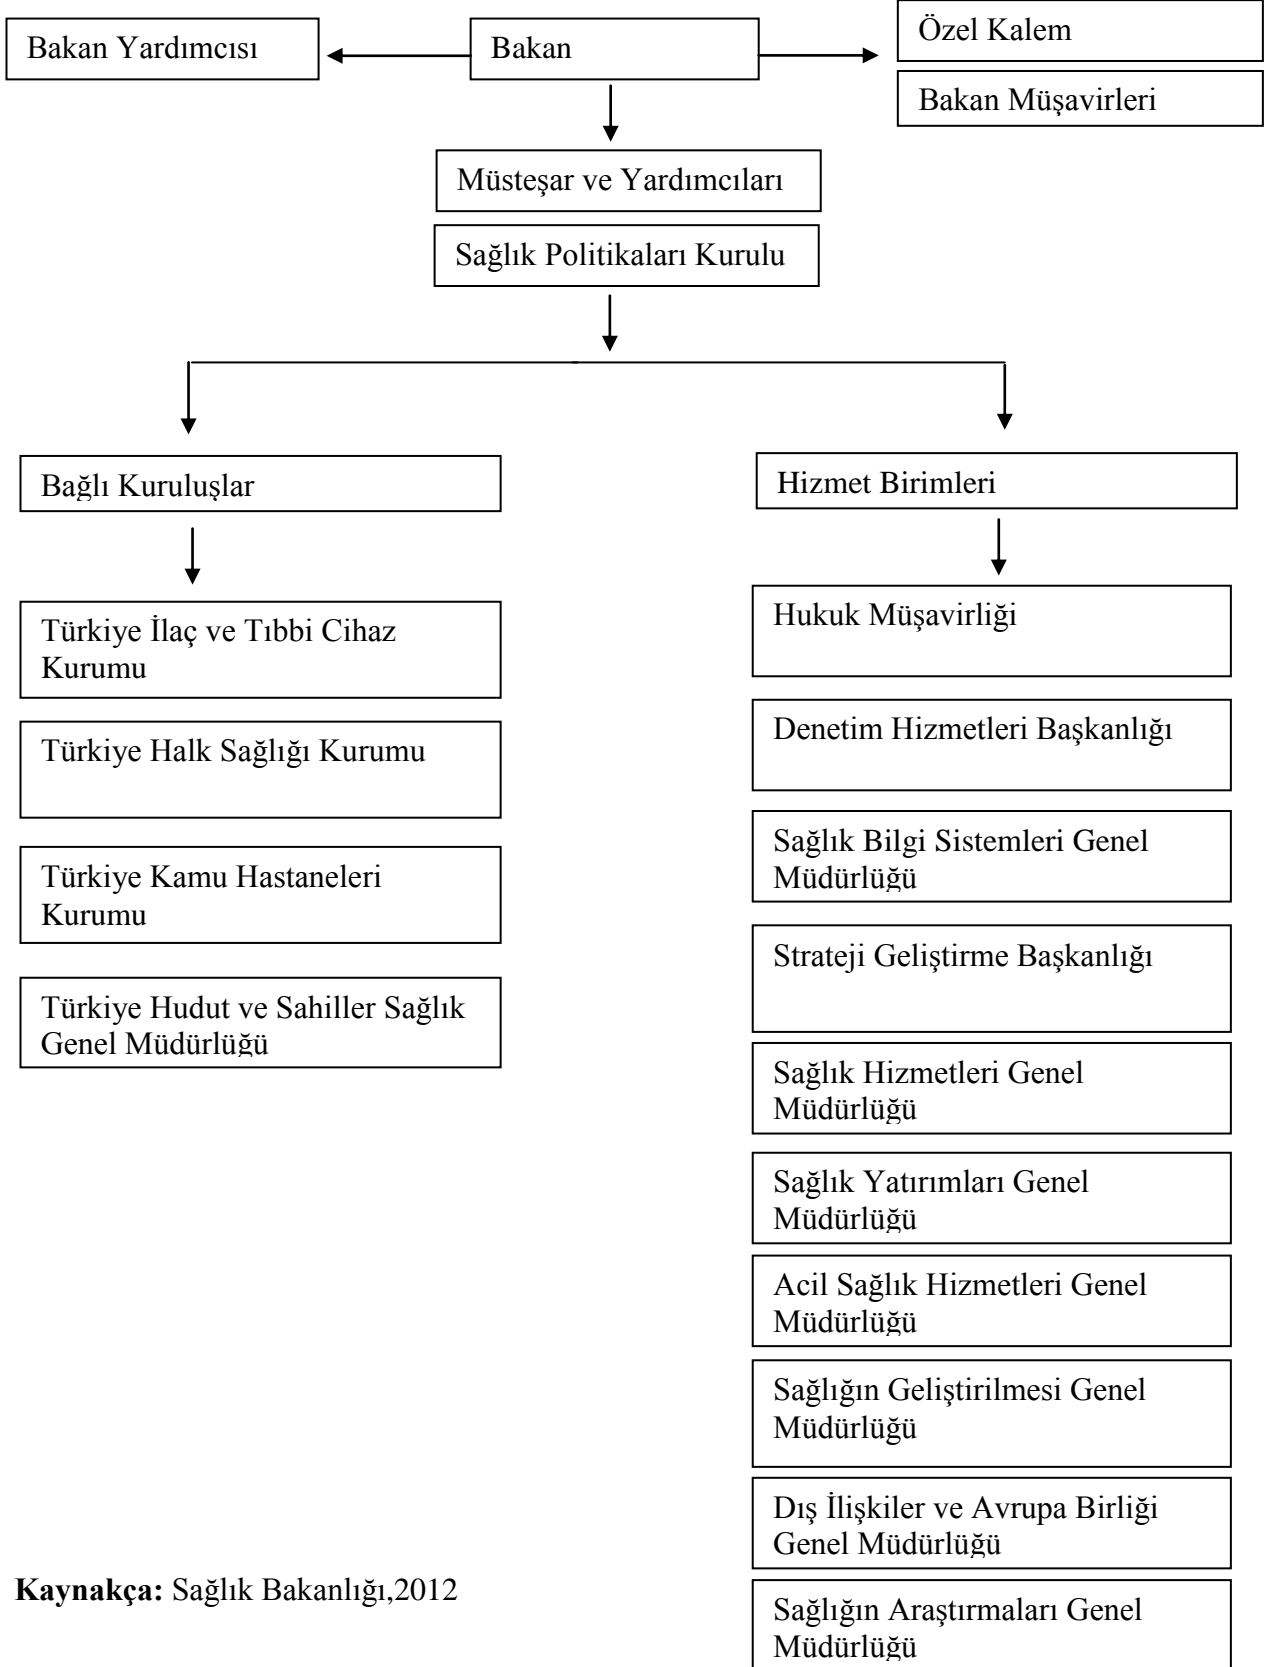 Bakan Yardımcısı
Bakan
Özel Kalem
Bakan Müşavirleri
Müsteşar ve Yardımcıları
Sağlık Politikaları Kurulu
Bağlı Kuruluşlar
Türkiye İlaç ve Tıbbi Cihaz
Kurumu
Türkiye Halk Sağlığı Kurumu
Türkiye Kamu Hastaneleri
Kurumu
Türkiye Hudut ve Sahiller Sağlık
Genel Müdürlüğü
Hizmet Birimleri
Hukuk Müşavirliği
Denetim Hizmetleri Başkanlığı
Sağlık Bilgi Sistemleri Genel
Müdürlüğü
Strateji Geliştirme Başkanlığı
Sağlık Hizmetleri Genel
Müdürlüğü
Sağlık Yatırımları Genel
Müdürlüğü
Acil Sağlık Hizmetleri Genel
Müdürlüğü
Sağlığın Geliştirilmesi Genel
Müdürlüğü
Dış İlişkiler ve Avrupa Birliği
Genel Müdürlüğü
Sağlığın Araştırmaları Genel
Müdürlüğü
Kaynakça: Sağlık Bakanlığı,2012